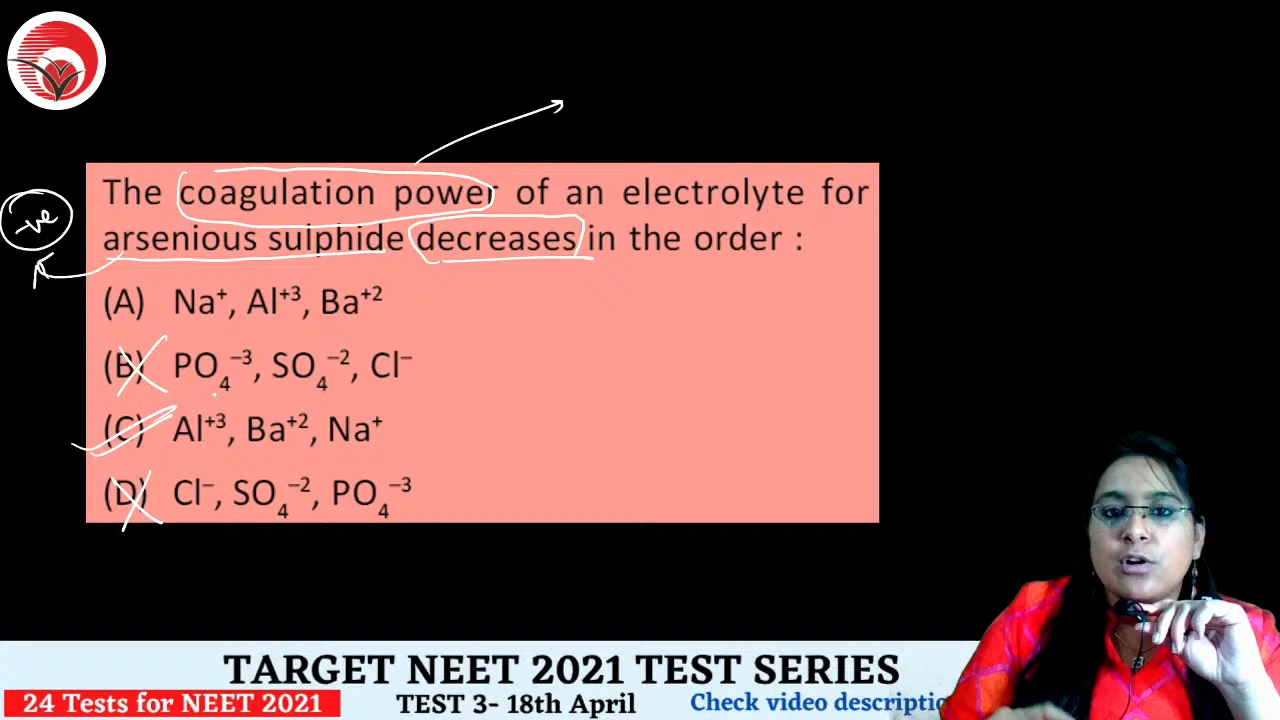 The coagulation power of an electrolyte for
-ve
arsenious sulphide decreases in the order :
(A) Na⁺, Al⁺³, Ba⁺²
(B) PO₄⁻³, SO₄⁻², Cl⁻
(C) Al⁺³, Ba⁺², Na⁺
(D) Cl⁻, SO₄⁻², PO₄⁻³
TARGET NEET 2021 TEST SERIES
24 Tests for NEET 2021 TEST 3- 18th April Check video descriptio